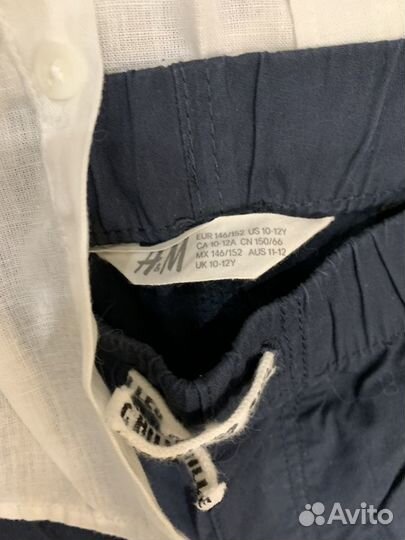 H&M
EUR 146/152 US 10-12Y
CA 10-12A CN 150/66
MX 146/152 AUS 11-12
UK 10-12Y
Avito